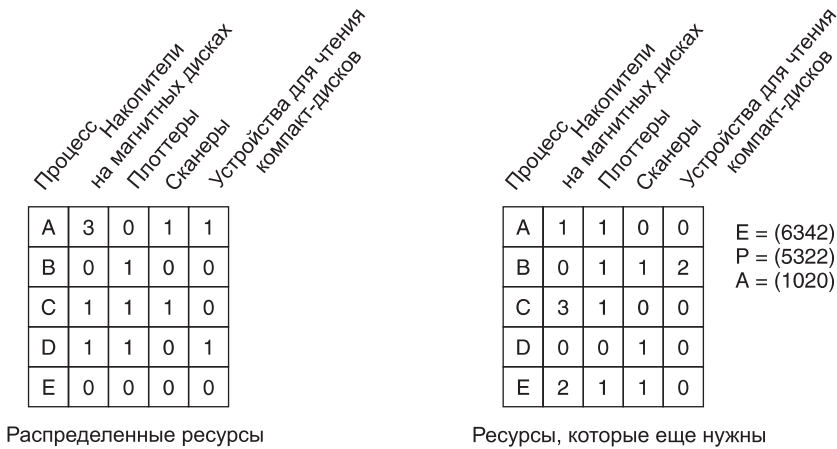 Процесс
Накопители
на магнитных дисках
Плоттеры
Сканеры
Устройства для чтения
компакт-дисков
A 3 0 1 1
B 0 1 0 0
C 1 1 1 0
D 1 1 0 1
E 0 0 0 0
Распределенные ресурсы
Процесс
Накопители
на магнитных дисках
Плоттеры
Сканеры
Устройства для чтения
компакт-дисков
A 1 1 0 0
B 0 1 1 2
C 3 1 0 0
D 0 0 1 0
E 2 1 1 0
Ресурсы, которые еще нужны
E = (6342)
P = (5322)
A = (1020)